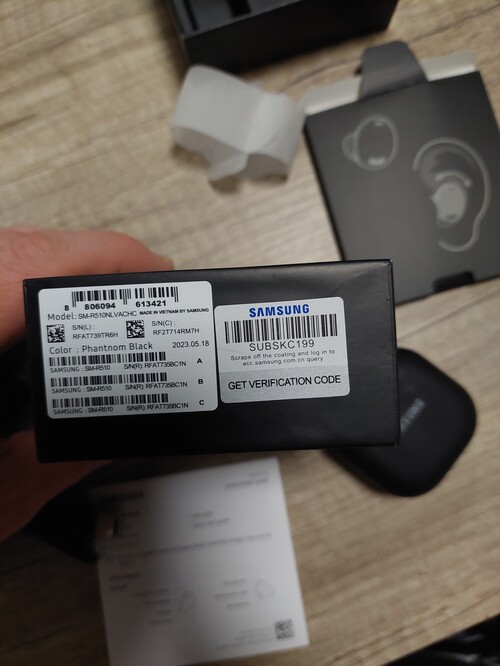 8 806094 613421
Model: SM-R510NLVACHC MADE IN VIETNAM BY SAMSUNG
S/N(L) :
RFAT738TR6H
S/N(C) :
RF2T714RM7H
Color : Phantnom Black 2023.05.18
SAMSUNG : SM-R510 S/N(R) RFAT735BC1N A
SAMSUNG : SM-R510 S/N(R) RFAT735BC1N B
SAMSUNG : SM-R510 S/N(R) RFAT735BC1N C
SAMSUNG
SUBSKC199
Scrape off the coating and log in to
acc.samsung.com.cn query
GET VERIFICATION CODE